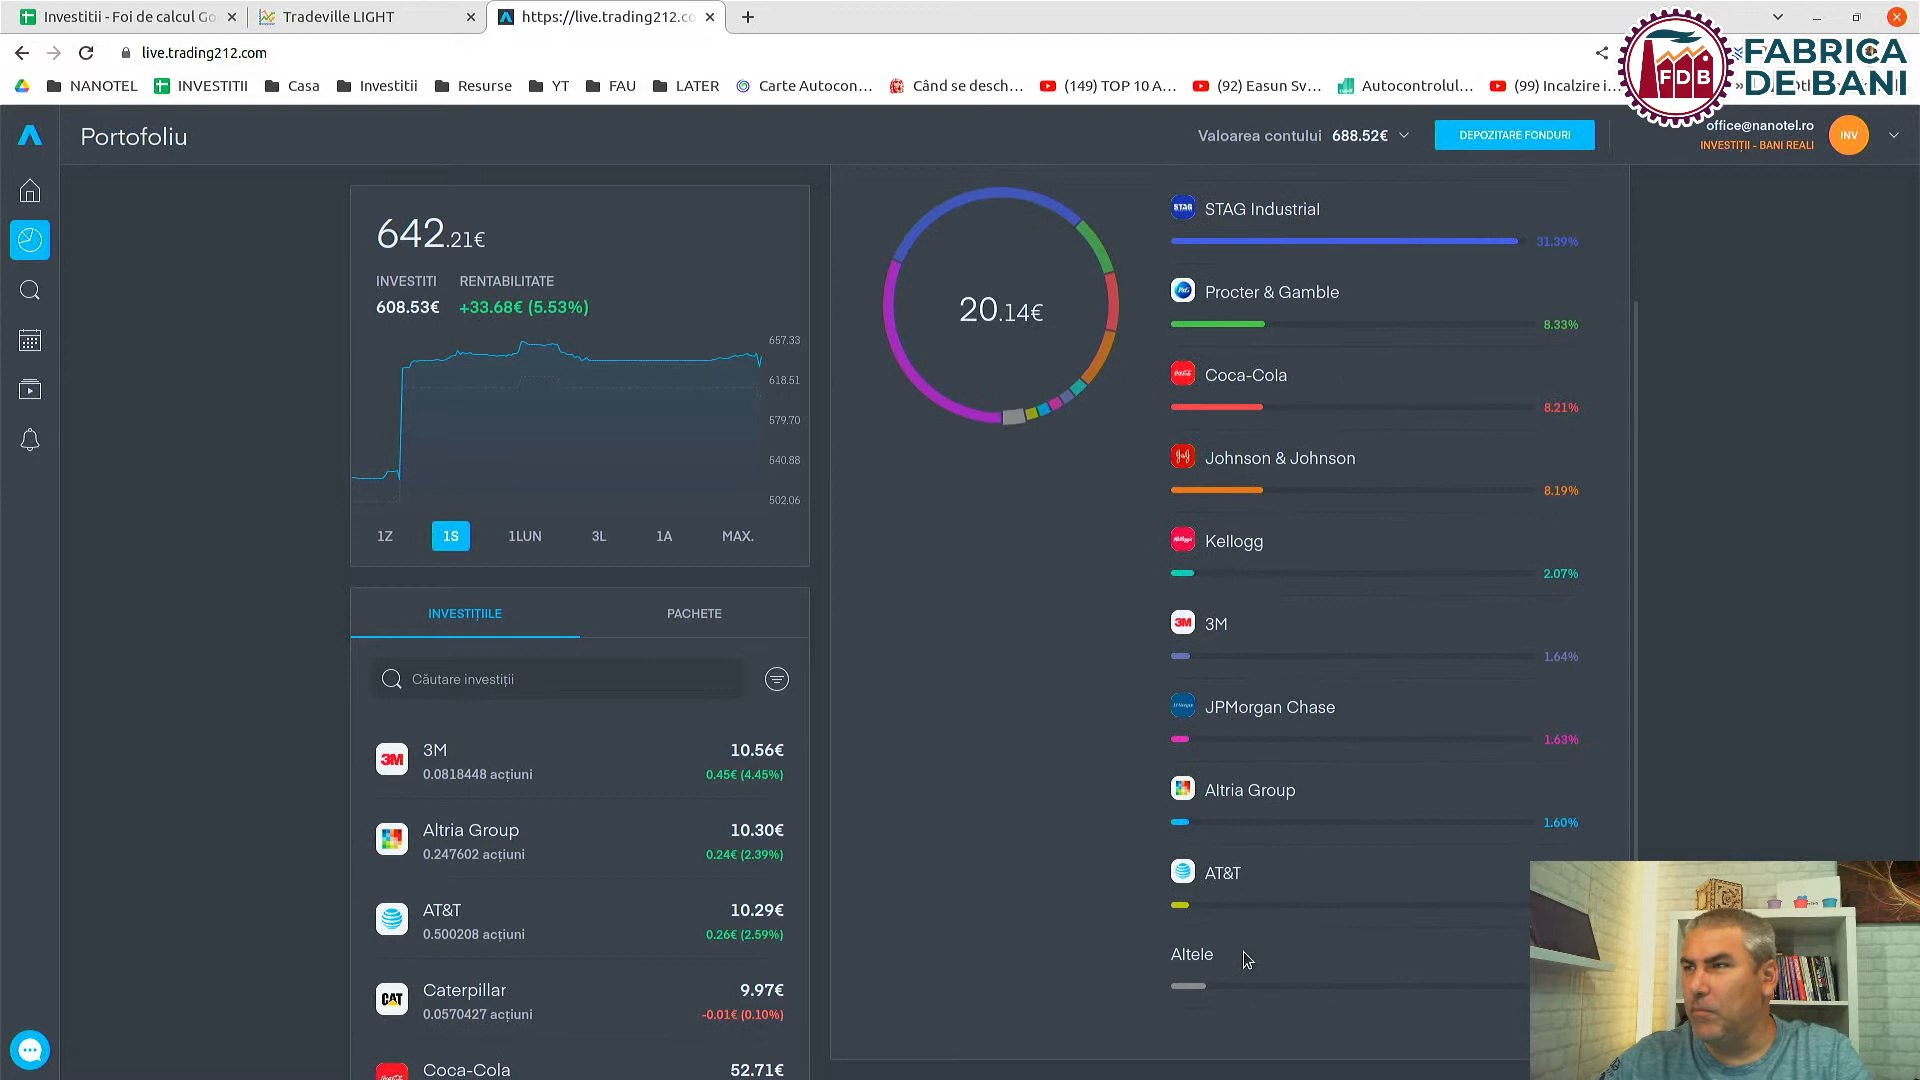 Investitii - Foi de calcul Go
Tradeville LIGHT
https://live.trading212.co
live.trading212.com
NANOTEL
INVESTITII
Casa
Investitii
Resurse
YT
FAU
LATER
Carte Autocon...
Când se desch...
(149) TOP 10 A...
(92) Easun Sv...
Autocontrolul...
(99) Incalzire i...
FDB
FABRICA
DE BANI
Portofoliu
Valoarea contului 688.52€
DEPOZITARE FONDURI
office@nanotel.ro
INVESTIȚII - BANI REALI
INV
642.21€
INVESTITI
RENTABILITATE
608.53€
+33.68€ (5.53%)
657.33
618.51
579.70
540.88
502.06
1Z
1S
1LUN
3L
1A
MAX.
INVESTIȚIILE
PACHETE
Căutare investiții
3M
3M
10.56€
0.0818448 acțiuni
0.45€ (4.45%)
Altria Group
10.30€
0.247602 acțiuni
0.24€ (2.39%)
AT&T
10.29€
0.500208 acțiuni
0.26€ (2.59%)
CAT
Caterpillar
9.97€
0.0570427 acțiuni
-0.01€ (0.10%)
Coca-Cola
52.71€
20.14€
STAG
STAG Industrial
31.39%
P&G
Procter & Gamble
8.33%
Coca-Cola
8.21%
Johnson & Johnson
8.19%
Kellogg
2.07%
3M
3M
1.64%
JPMorgan Chase
1.63%
Altria Group
1.60%
AT&T
Altele